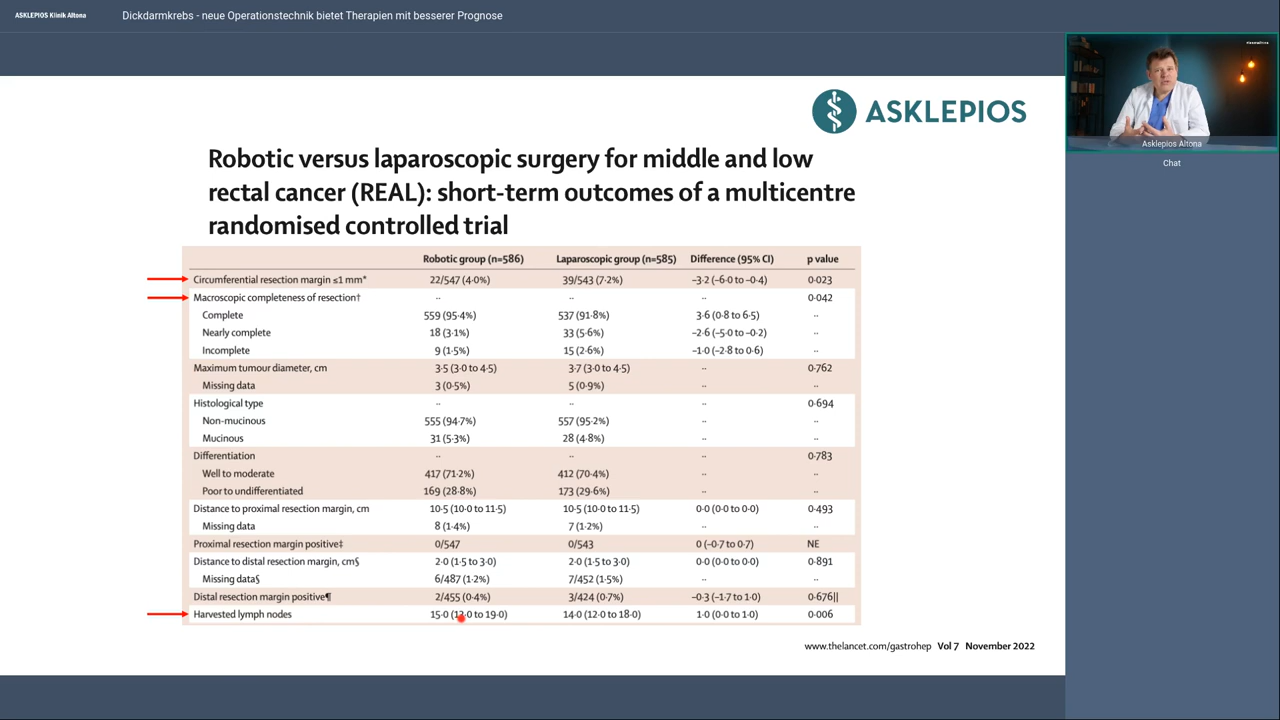 ASKLEPIOS Klinik Altona
Dickdarmkrebs - neue Operationstechnik bietet Therapien mit besserer Prognose
Asklepios Altona
Chat
ASKLEPIOS
Robotic versus laparoscopic surgery for middle and low
rectal cancer (REAL): short-term outcomes of a multicentre
randomised controlled trial
Robotic group (n=586) Laparoscopic group (n=585) Difference (95% CI) p value
Circumferential resection margin ≤1 mm* 22/547 (4·0%) 39/543 (7·2%) –3·2 (–6·0 to –0·4) 0·023
Macroscopic completeness of resection† ·· ·· ·· 0·042
Complete 559 (95·4%) 537 (91·8%) 3·6 (0·8 to 6·5) ··
Nearly complete 18 (3·1%) 33 (5·6%) –2·6 (–5·0 to –0·2) ··
Incomplete 9 (1·5%) 15 (2·6%) –1·0 (–2·8 to 0·6) ··
Maximum tumour diameter, cm 3·5 (3·0 to 4·5) 3·7 (3·0 to 4·5) ·· 0·762
Missing data 3 (0·5%) 5 (0·9%) ·· ··
Histological type ·· ·· ·· 0·694
Non-mucinous 555 (94·7%) 557 (95·2%) ·· ··
Mucinous 31 (5·3%) 28 (4·8%) ·· ··
Differentiation ·· ·· ·· 0·783
Well to moderate 417 (71·2%) 412 (70·4%) ·· ··
Poor to undifferentiated 169 (28·8%) 173 (29·6%) ·· ··
Distance to proximal resection margin, cm 10·5 (10·0 to 11·5) 10·5 (10·0 to 11·5) 0·0 (0·0 to 0·0) 0·493
Missing data 8 (1·4%) 7 (1·2%) ·· ··
Proximal resection margin positive‡ 0/547 0/543 0 (–0·7 to 0·7) NE
Distance to distal resection margin, cm§ 2·0 (1·5 to 3·0) 2·0 (1·5 to 3·0) 0·0 (0·0 to 0·0) 0·891
Missing data§ 6/487 (1·2%) 7/452 (1·5%) ·· ··
Distal resection margin positive¶ 2/455 (0·4%) 3/424 (0·7%) –0·3 (–1·7 to 1·0) 0·676||
Harvested lymph nodes 15·0 ( to 19·0) 14·0 (12·0 to 18·0) 1·0 (0·0 to 1·0) 0·006
www.thelancet.com/gastrohep Vol 7 November 2022